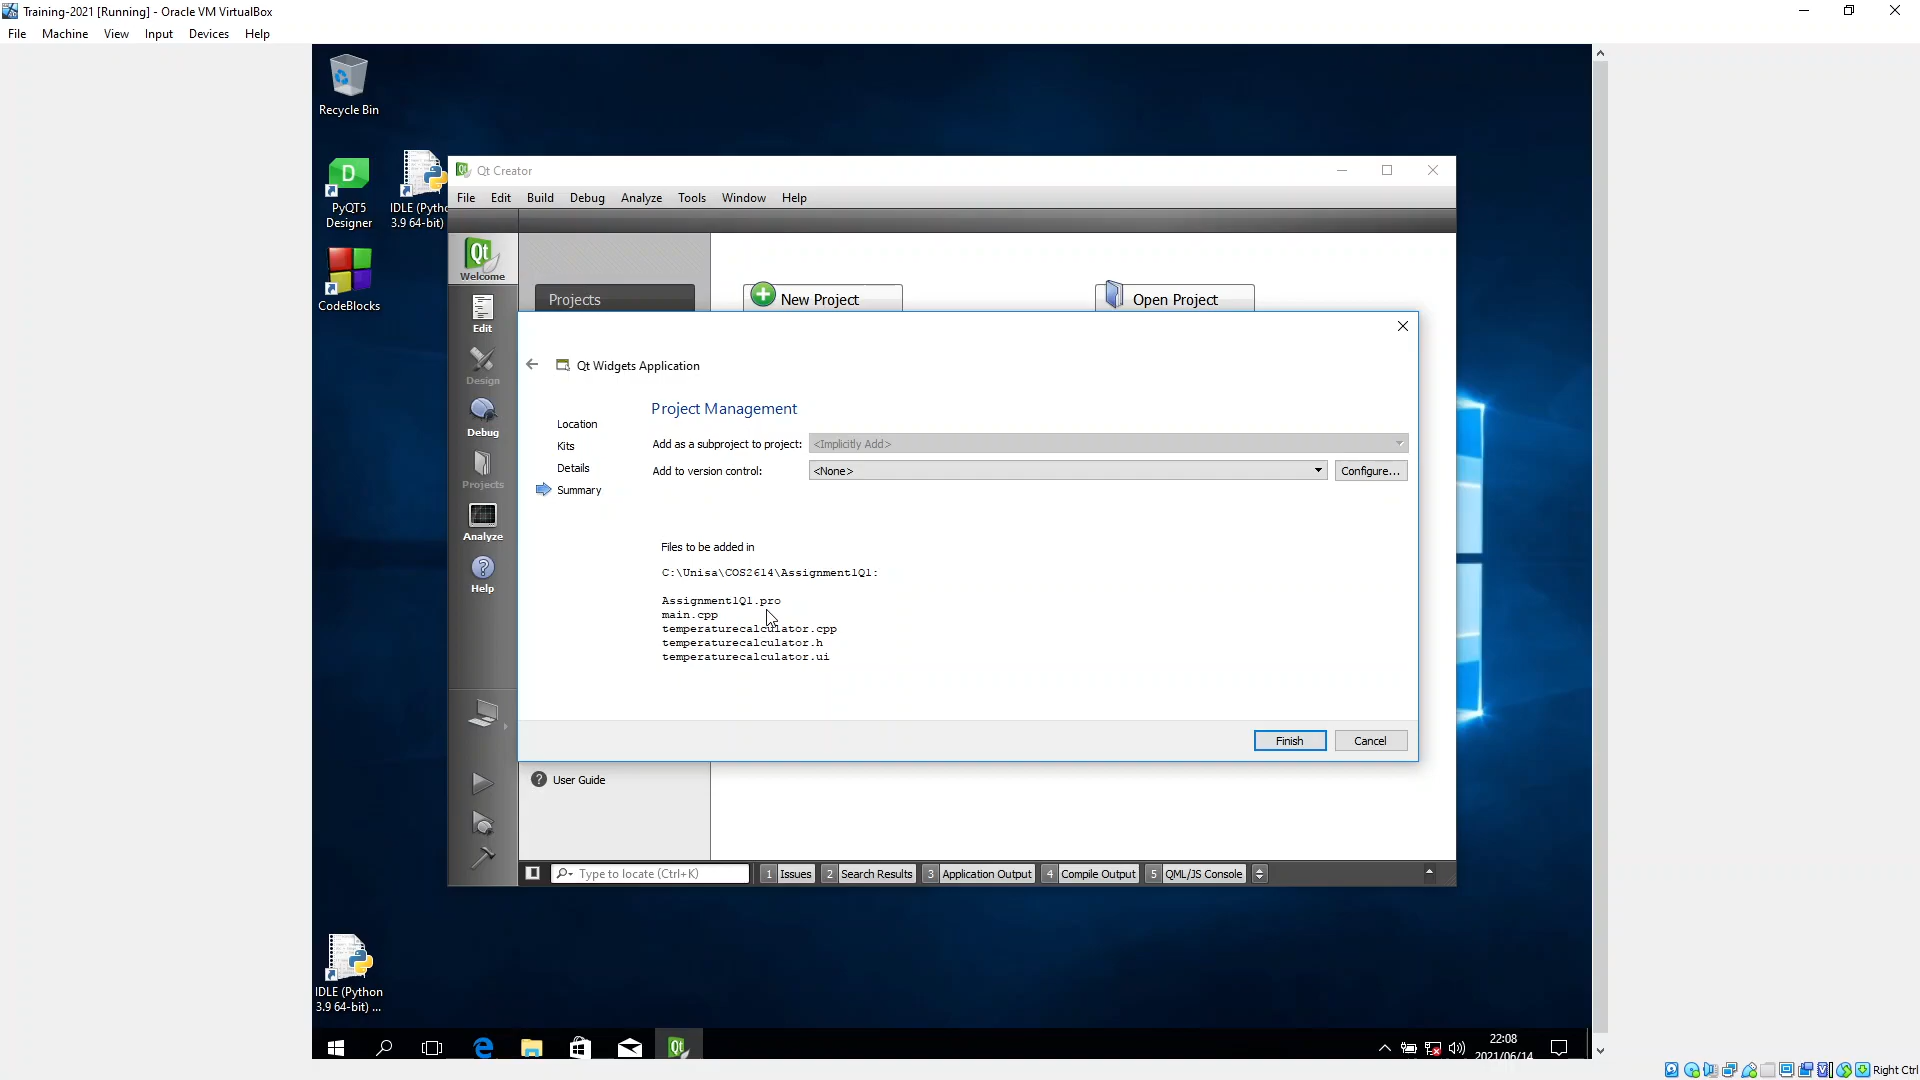 Training-2021 [Running] - Oracle VM VirtualBox
File Machine View Input Devices Help
Recycle Bin
PyQT5 Designer
IDLE (Pytho 3.9 64-bit)
CodeBlocks
Qt Creator
File Edit Build Debug Analyze Tools Window Help
Qt
Welcome
Edit
Design
Debug
Projects
Analyze
Help
Projects
New Project
Open Project
Qt Widgets Application
Location
Kits
Details
Summary
Project Management
Add as a subproject to project: <Implicitly Add>
Add to version control: <None> Configure...
Files to be added in
C:\Unisa\COS2614\Assignment1Q1:
Assignment1Q1.pro
main.cpp
temperaturecalculator.cpp
temperaturecalculator.h
temperaturecalculator.ui
Finish Cancel
User Guide
Type to locate (Ctrl+K) 1 Issues 2 Search Results 3 Application Output 4 Compile Output 5 QML/JS Console
IDLE (Python
3.9 64-bit) ...
22:08
2021/06/14
Right Ctrl